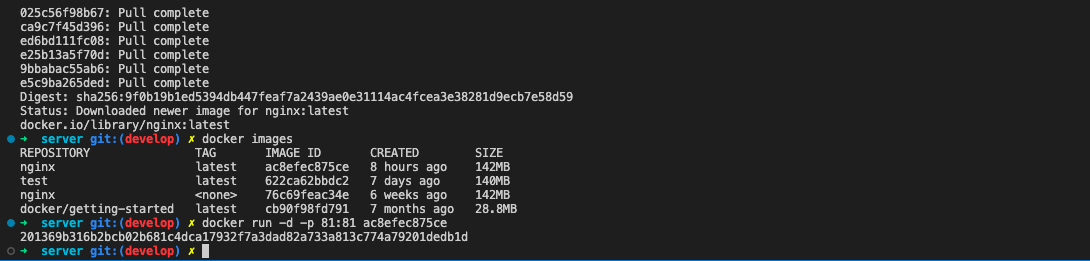 025c56f98b67: Pull complete
ca9c7f45d396: Pull complete
ed6bd111fc08: Pull complete
e25b13a5f70d: Pull complete
9bbabac55ab6: Pull complete
e5c9ba265ded: Pull complete
Digest: sha256:9f0b19b1ed5394db447feaf7a2439ae0e31114ac4fcea3e38281d9ecb7e58d59
Status: Downloaded newer image for nginx:latest
docker.io/library/nginx:latest
➜ server git:(develop) ✗ docker images
REPOSITORY TAG IMAGE ID CREATED SIZE
nginx latest ac8efec875ce 8 hours ago 142MB
test latest 622ca62bbdc2 7 days ago 140MB
nginx <none> 76c69feac34e 6 weeks ago 142MB
docker/getting-started latest cb90f98fd791 7 months ago 28.8MB
➜ server git:(develop) ✗ docker run -d -p 81:81 ac8efec875ce
201369b316b2bcb02b681c4dca17932f7a3dad82a733a813c774a79201dedb1d
➜ server git:(develop) ✗